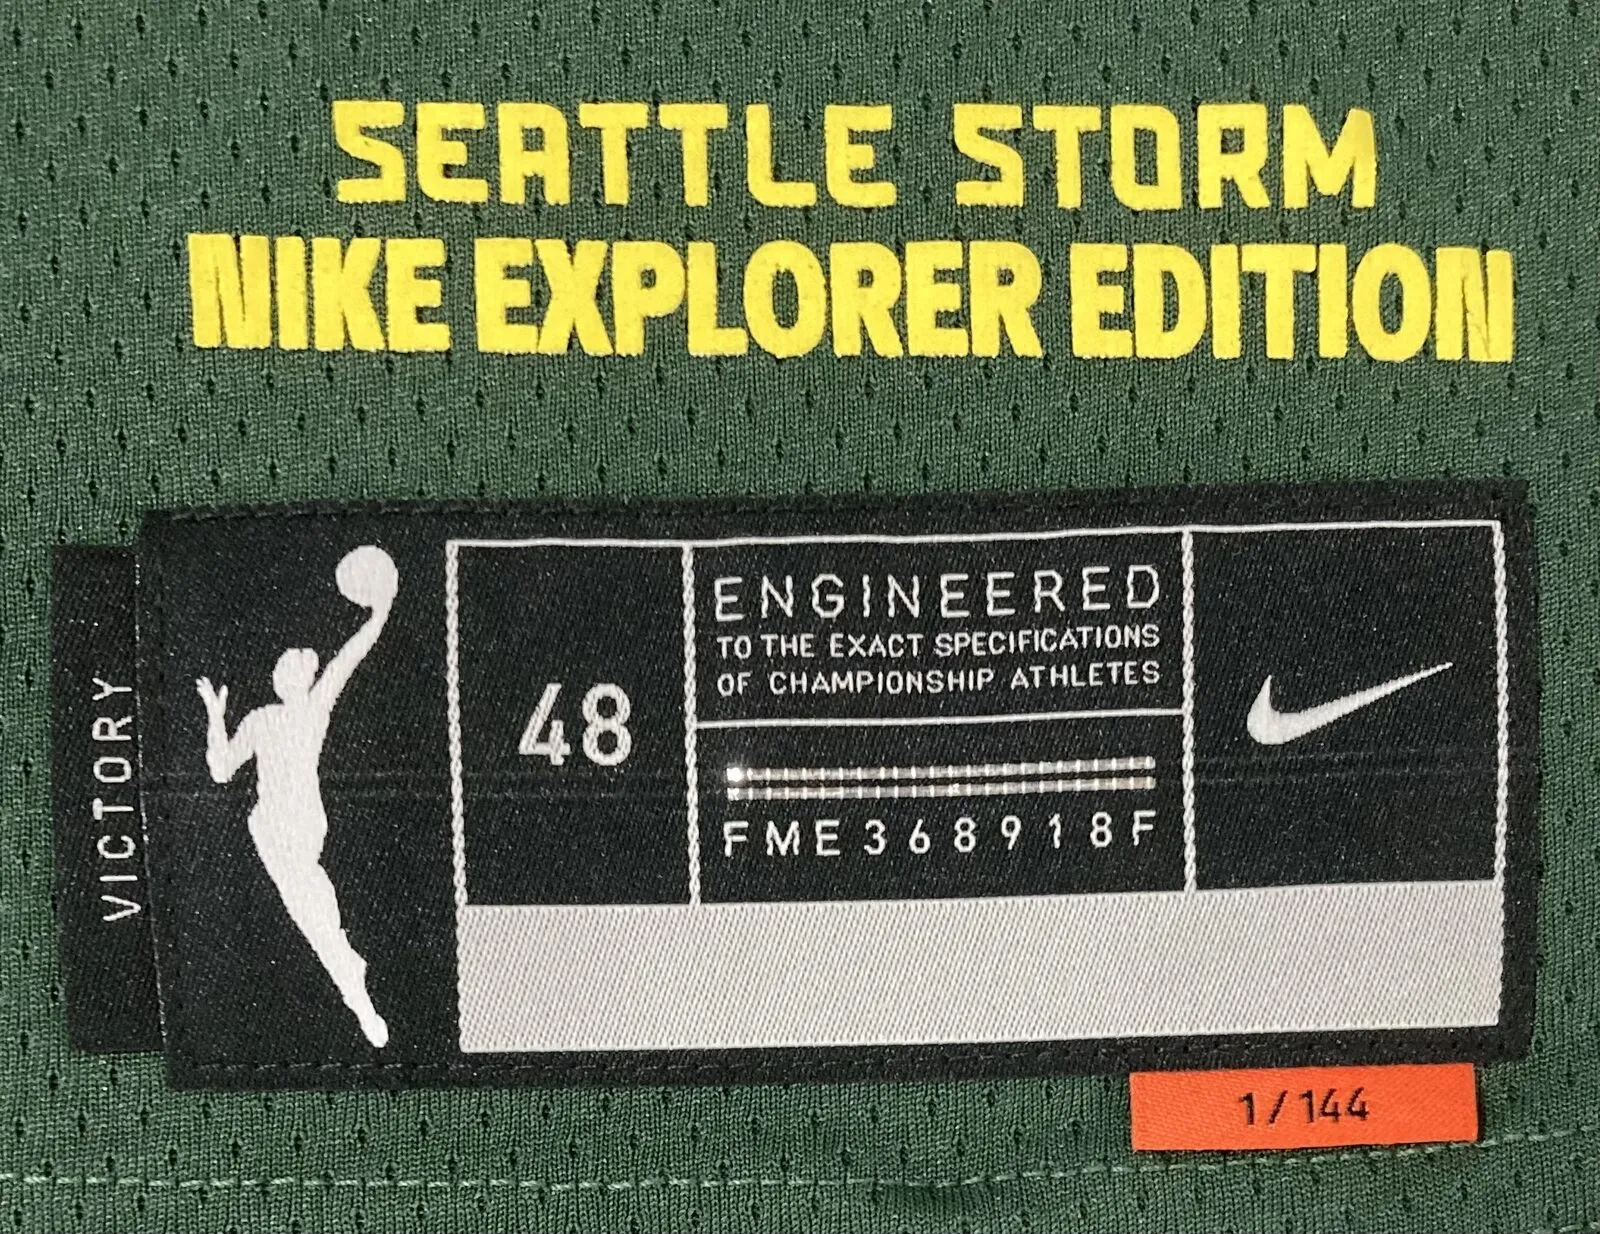 SEATTLE STORM
NIKE EXPLORER EDITION
VICTORY
48
ENGINEERED
TO THE EXACT SPECIFICATIONS
OF CHAMPIONSHIP ATHLETES
FME368918F
1/144